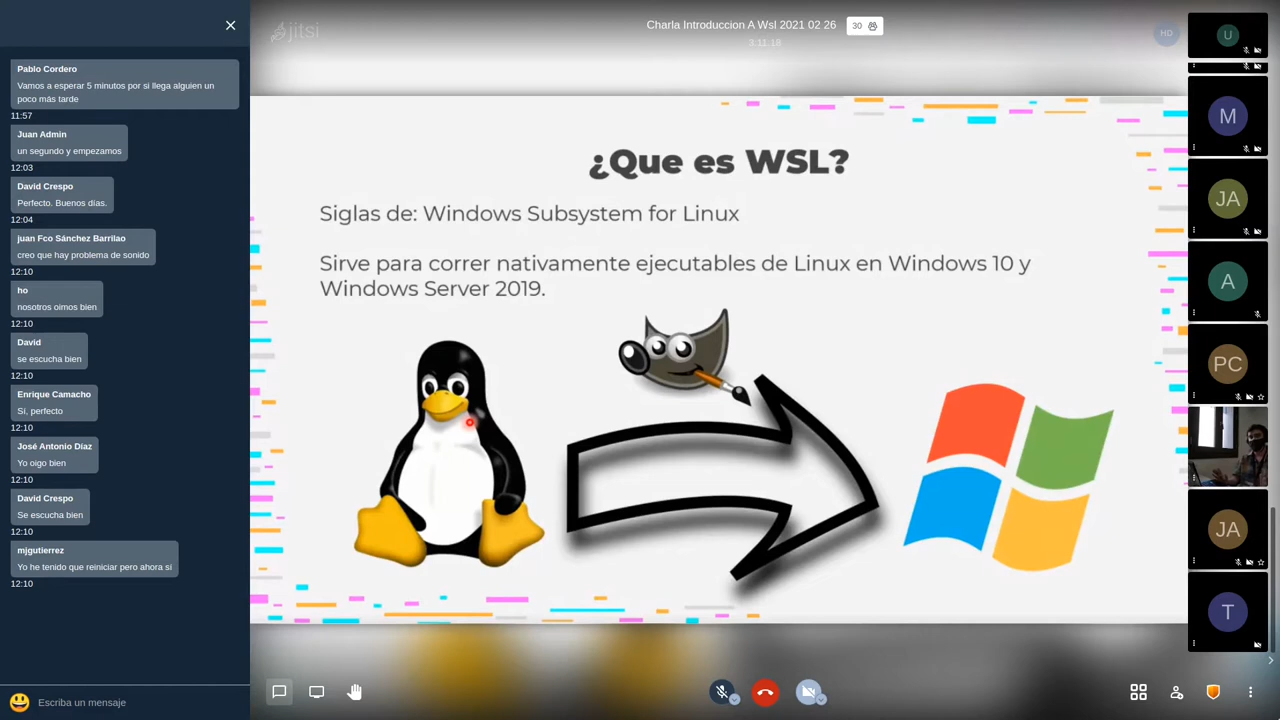 jitsi
Charla Introduccion A Wsl 2021 02 26
30
3:11:18
HD
Pablo Cordero
Vamos a esperar 5 minutos por si llega alguien un
poco más tarde
11:57
Juan Admin
un segundo y empezamos
12:03
David Crespo
Perfecto. Buenos días.
12:04
juan Fco Sánchez Barrilao
creo que hay problema de sonido
12:10
ho
nosotros oimos bien
12:10
David
se escucha bien
12:10
Enrique Camacho
Sí, perfecto
12:10
José Antonio Díaz
Yo oigo bien
12:10
David Crespo
Se escucha bien
12:10
mjgutierrez
Yo he tenido que reiniciar pero ahora sí
12:10
Escriba un mensaje
¿Que es WSL?
Siglas de: Windows Subsystem for Linux
Sirve para correr nativamente ejecutables de Linux en Windows 10 y
Windows Server 2019.
U
M
JA
A
PC
JA
T